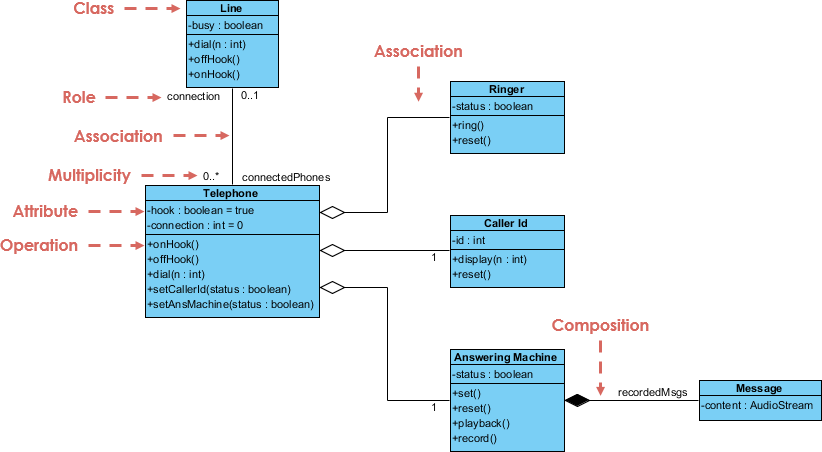 Class
Line
-busy : boolean
+dial(n : int)
+offHook()
+onHook()
Role
connection
0..1
Association
Association
Multiplicity
0..*
connectedPhones
Ringer
-status : boolean
+ring()
+reset()
Telephone
Attribute
-hook : boolean = true
-connection : int = 0
Operation
+onHook()
+offHook()
+dial(n : int)
+setCallerId(status : boolean)
+setAnsMachine(status : boolean)
Caller Id
-id : int
1
+display(n : int)
+reset()
Composition
Answering Machine
-status : boolean
+set()
+reset()
+playback()
+record()
1
recordedMsgs
Message
-content : AudioStream